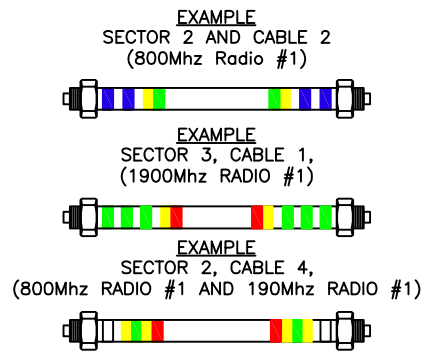 EXAMPLE
SECTOR 2 AND CABLE 2
(800Mhz Radio #1)
EXAMPLE
SECTOR 3, CABLE 1,
(1900Mhz RADIO #1)
EXAMPLE
SECTOR 2, CABLE 4,
(800Mhz RADIO #1 AND 190Mhz RADIO #1)